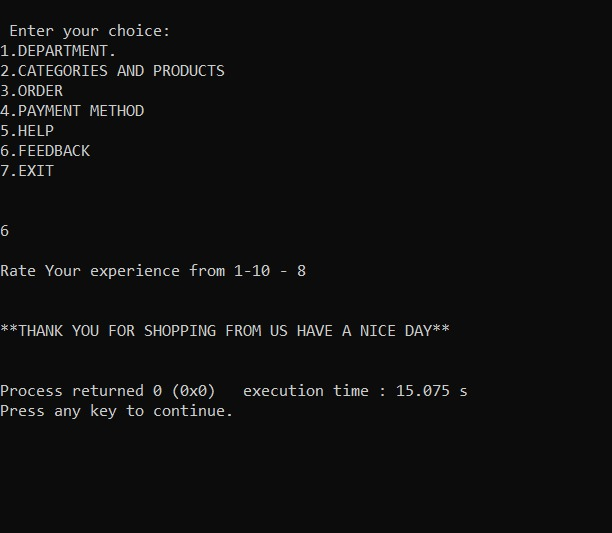 Enter your choice:
1.DEPARTMENT.
2.CATEGORIES AND PRODUCTS
3.ORDER
4.PAYMENT METHOD
5.HELP
6.FEEDBACK
7.EXIT
6
Rate Your experience from 1-10 - 8
**THANK YOU FOR SHOPPING FROM US HAVE A NICE DAY**
Process returned 0 (0x0)   execution time : 15.075 s
Press any key to continue.